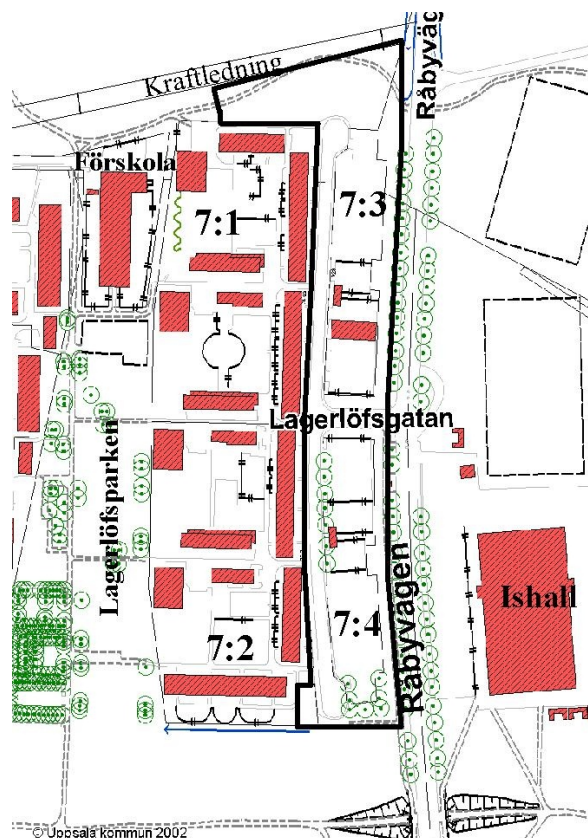 Kraftledning
Råbyväg
Förskola
7:1
7:3
Lagerlöfsgatan
Lagerlöfsparken
Råbyvägen
Ishall
7:2
7:4
© Uppsala kommun 2002